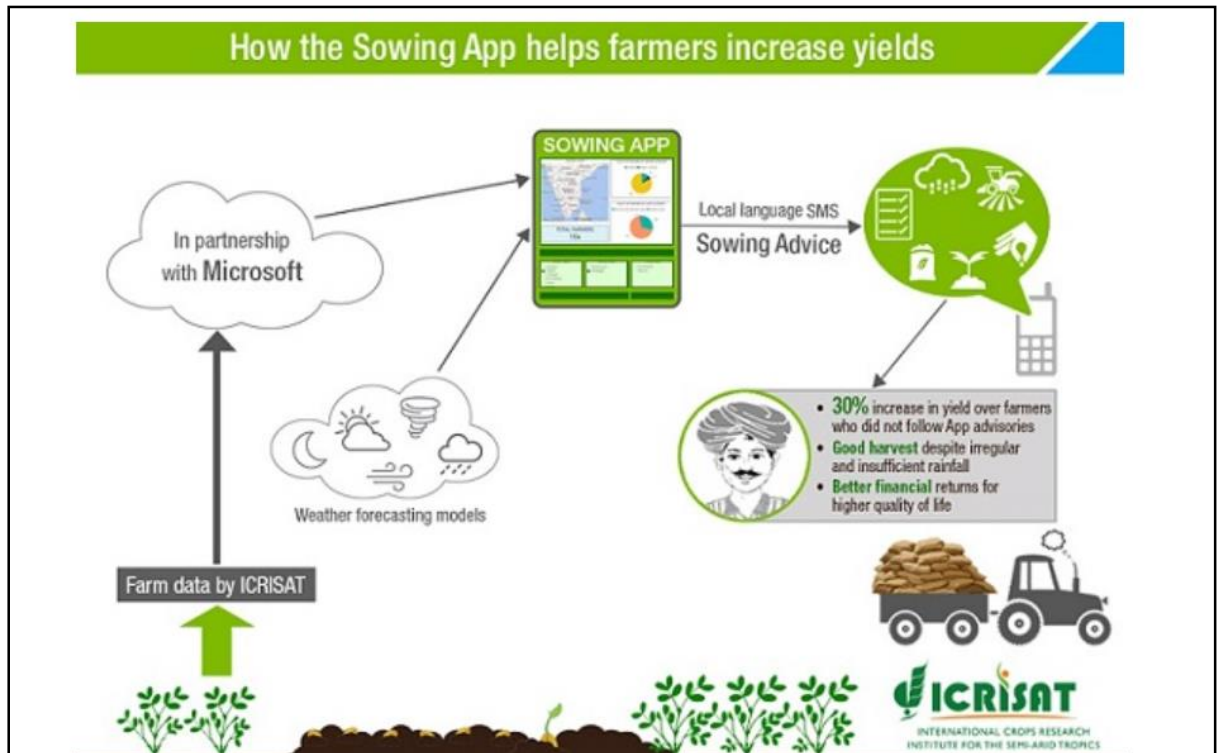 How the Sowing App helps farmers increase yields
SOWING APP
In partnership
with Microsoft
Local language SMS
Sowing Advice
• 30% increase in yield over farmers
who did not follow App advisories
• Good harvest despite irregular
and insufficient rainfall
• Better financial returns for
higher quality of life
Weather forecasting models
Farm data by ICRISAT
ICRISAT
INTERNATIONAL CROPS RESEARCH
INSTITUTE FOR THE SEMI-ARID TROPICS